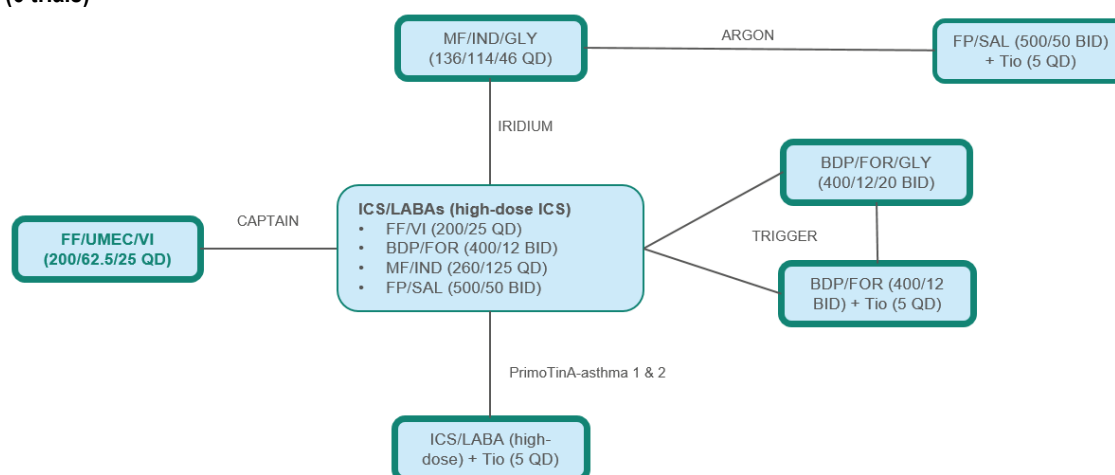 trials)
MF/IND/GLY
(136/114/46 QD)
ARGON
FP/SAL (500/50 BID)
+ Tio (5 QD)
IRIDIUM
BDP/FOR/GLY
(400/12/20 BID)
ICS/LABAs (high-dose ICS)
• FF/VI (200/25 QD)
• BDP/FOR (400/12 BID)
• MF/IND (260/125 QD)
• FP/SAL (500/50 BID)
CAPTAIN
FF/UMEC/VI
(200/62.5/25 QD)
TRIGGER
BDP/FOR (400/12
BID) + Tio (5 QD)
PrimoTinA-asthma 1 & 2
ICS/LABA (high-
dose) + Tio (5 QD)